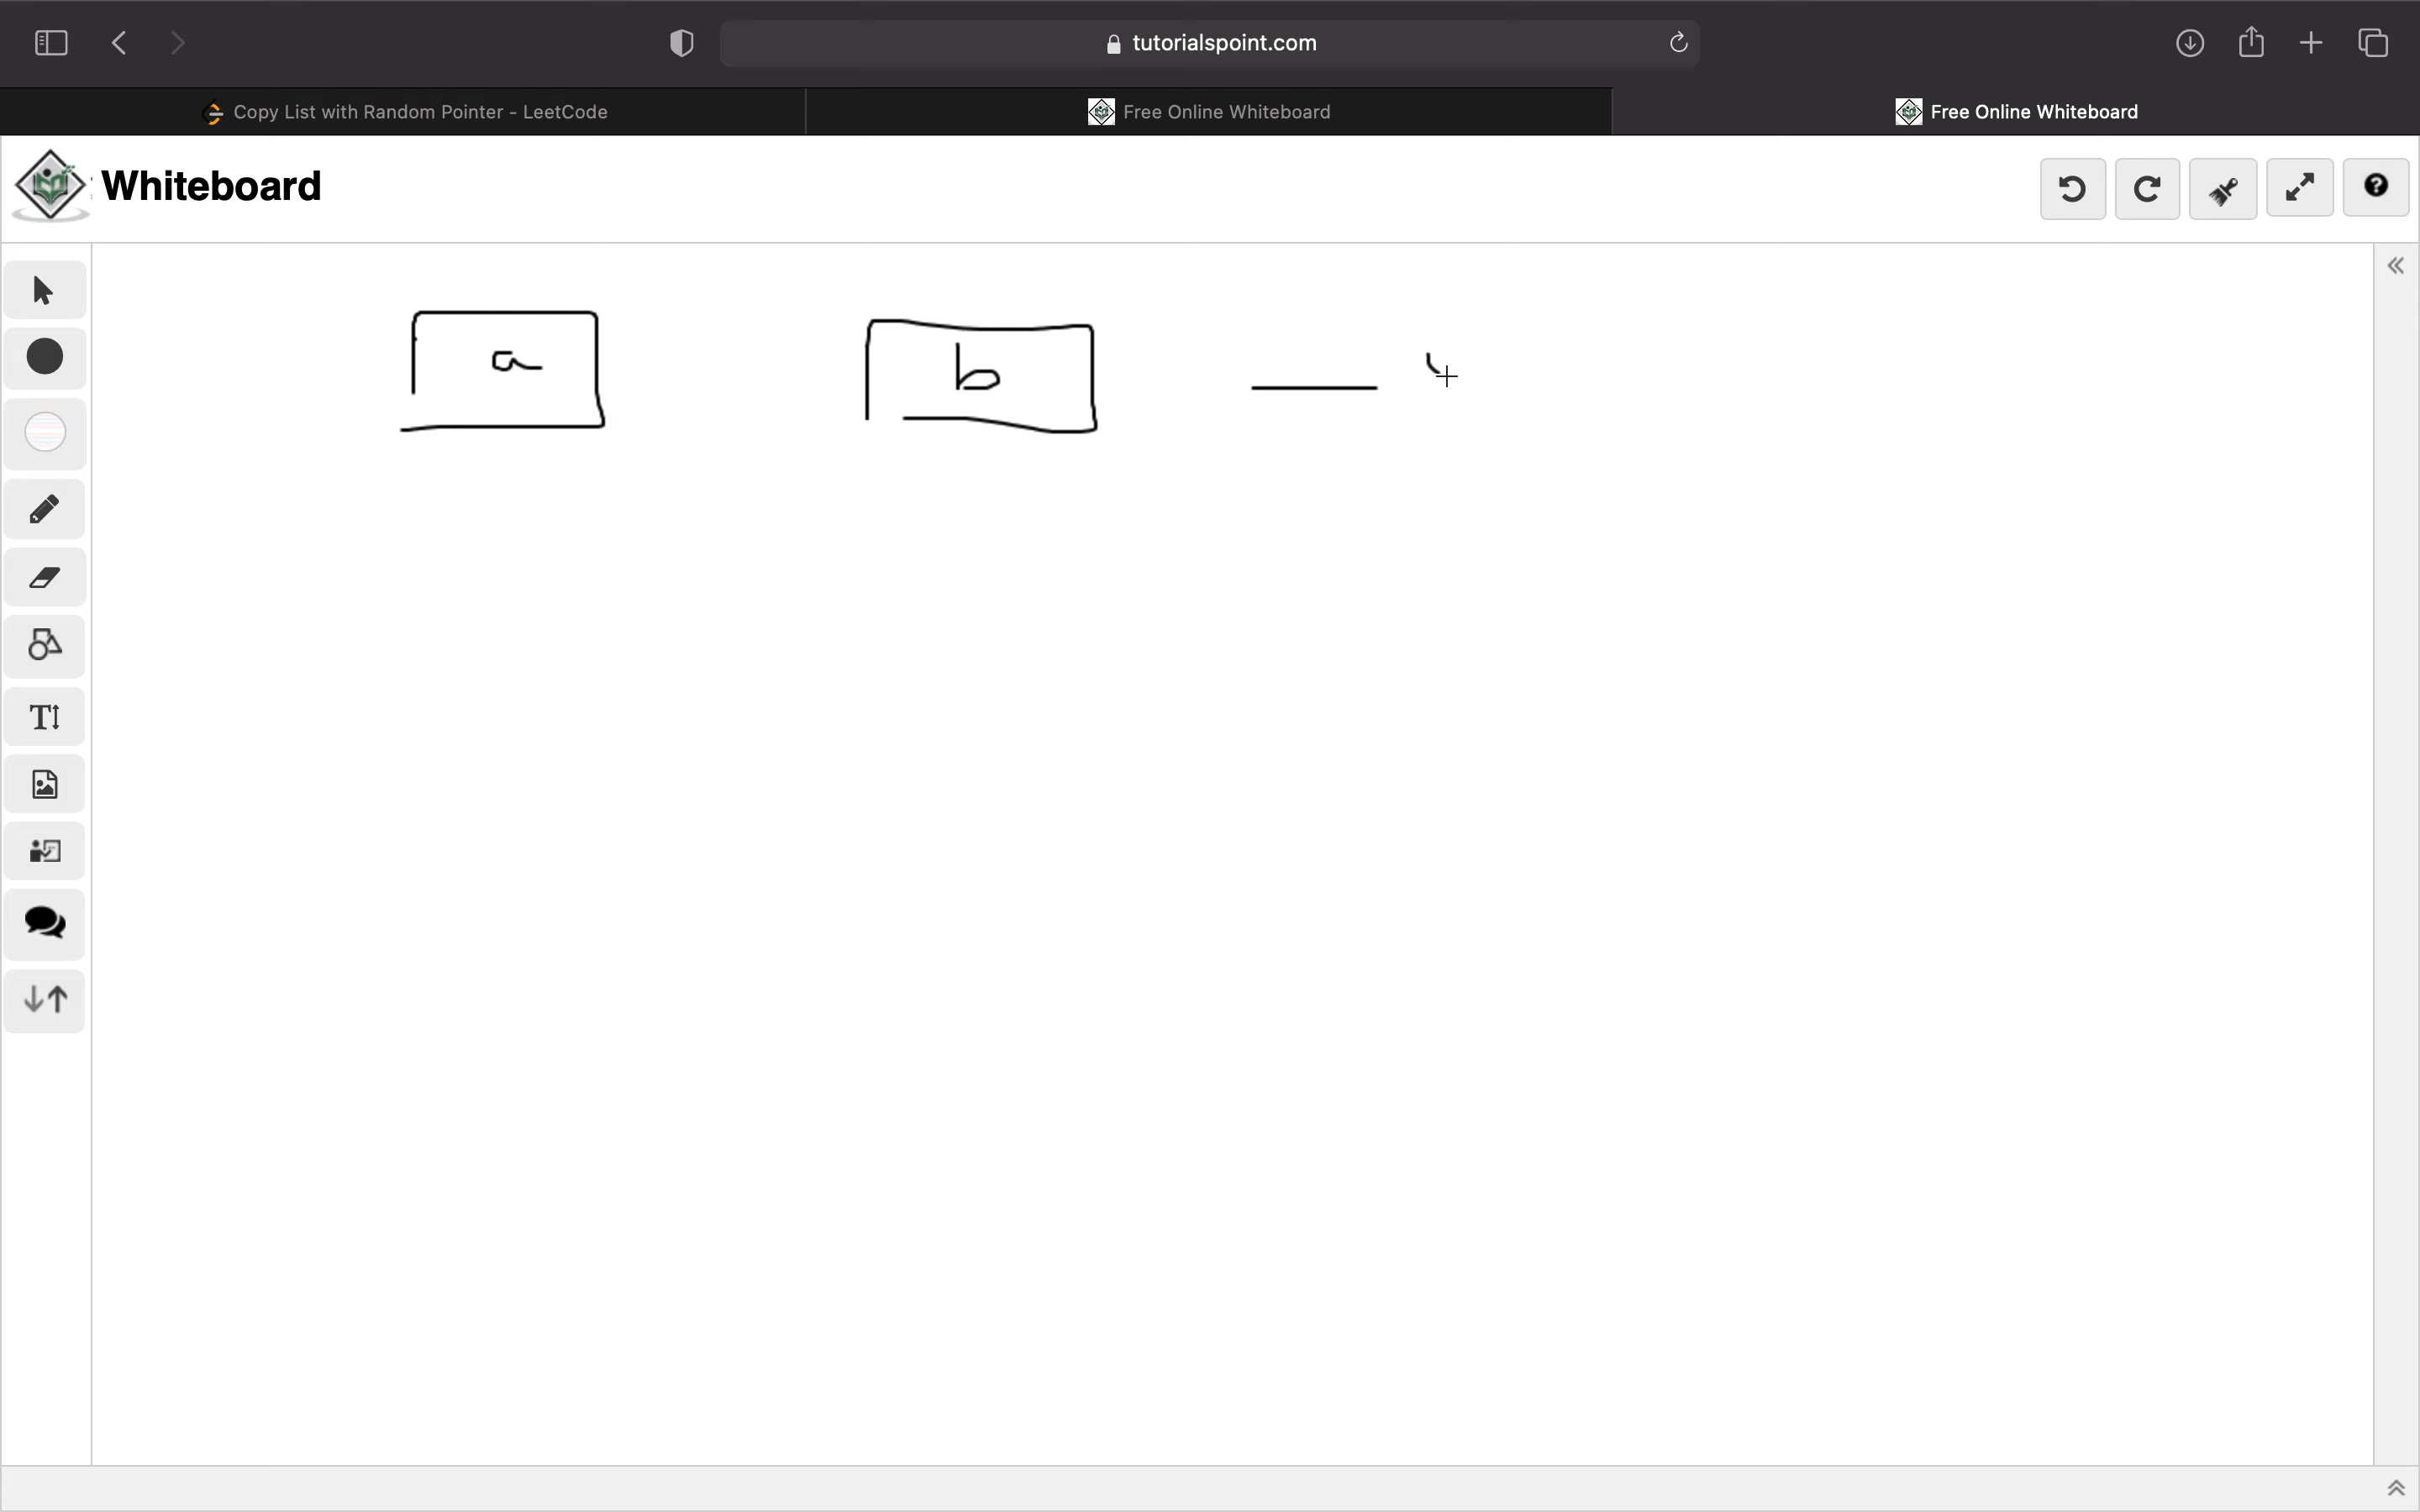 tutorialspoint.com
Copy List with Random Pointer - LeetCode
Free Online Whiteboard
Free Online Whiteboard
Whiteboard
a
b